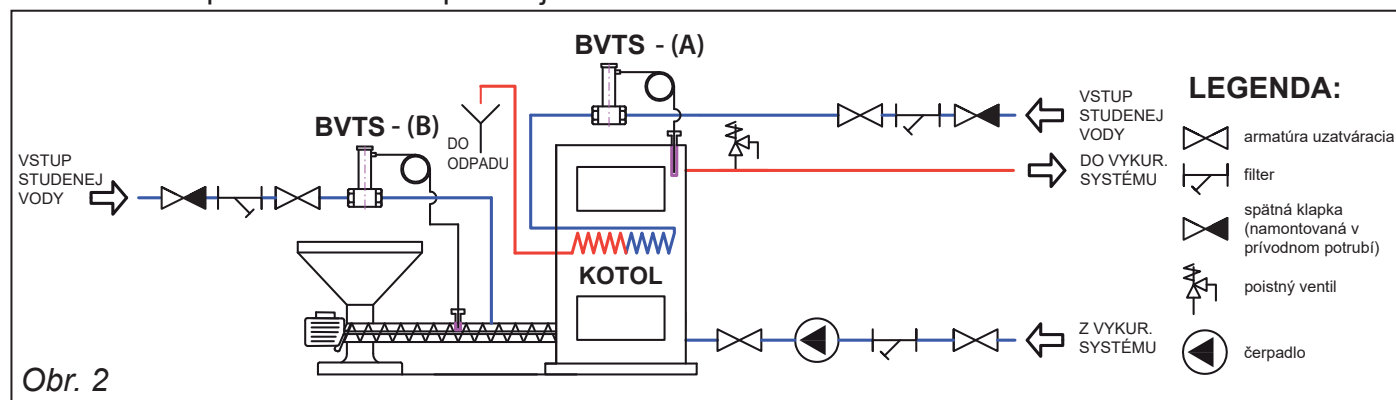 BVTS - (A)
BVTS - (B)
DO
ODPADU
VSTUP
STUDENEJ
VODY
VSTUP
STUDENEJ
VODY
DO VYKUR.
SYSTÉMU
KOTOL
Z VYKUR.
SYSTÉMU
LEGENDA:
armatúra uzatváracia
filter
spätná klapka
(namontovaná v
prívodnom potrubí)
poistný ventil
čerpadlo
Obr. 2